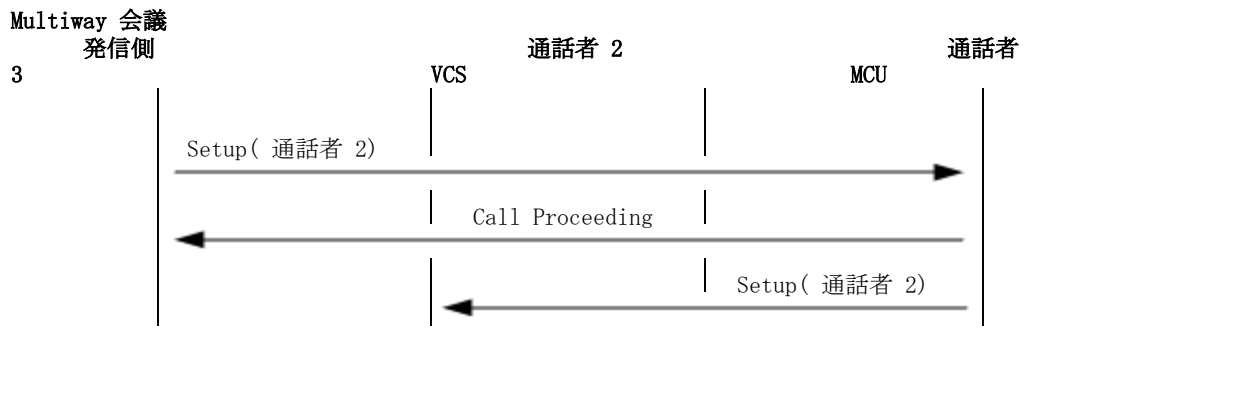 Multiway 会議
発信側 通話者 2 通話者
3 VCS MCU
Setup( 通話者 2)
Call Proceeding
Setup( 通話者 2)